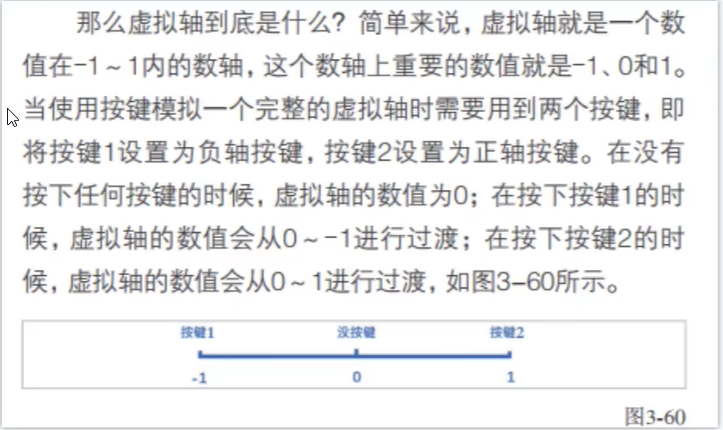 那么虚拟轴到底是什么？简单来说，虚拟轴就是一个数
值在-1～1内的数轴，这个数轴上重要的数值就是-1、0和1。
当使用按键模拟一个完整的虚拟轴时需要用到两个按键，即
将按键1设置为负轴按键，按键2设置为正轴按键。在没有
按下任何按键的时候，虚拟轴的数值为0；在按下按键1的时
候，虚拟轴的数值会从0～-1进行过渡；在按下按键2的时
候，虚拟轴的数值会从0～1进行过渡，如图3-60所示。
按键1 没按键 按键2
-1 0 1
图3-60